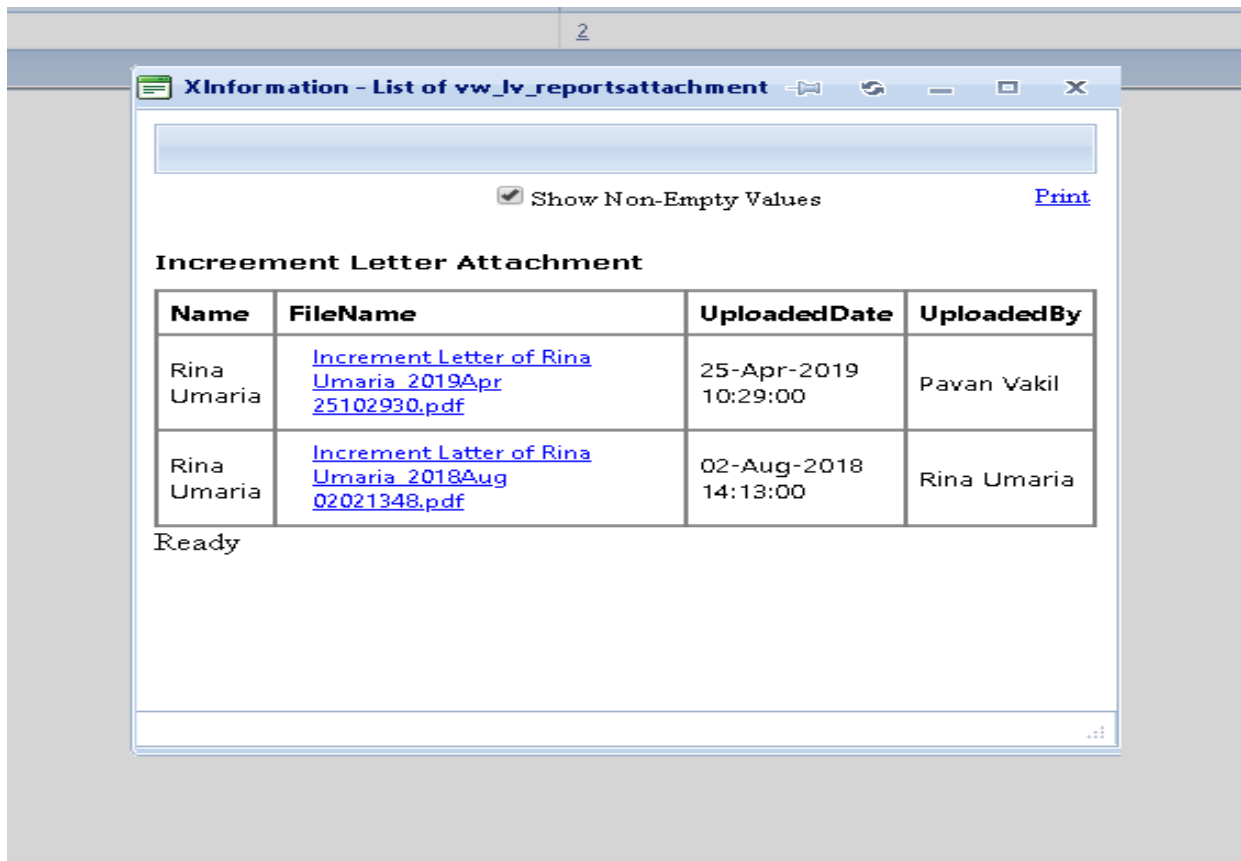 2
XInformation - List of vw_lv_reportsattachment
Show Non-Empty Values Print
Increement Letter Attachment
Name FileName UploadedDate UploadedBy
Rina
Umaria
Increment Letter of Rina
Umaria_2019Apr
25102930.pdf
25-Apr-2019
10:29:00
Pavan Vakil
Rina
Umaria
Increment Latter of Rina
Umaria_2018Aug
02021348.pdf
02-Aug-2018
14:13:00
Rina Umaria
Ready